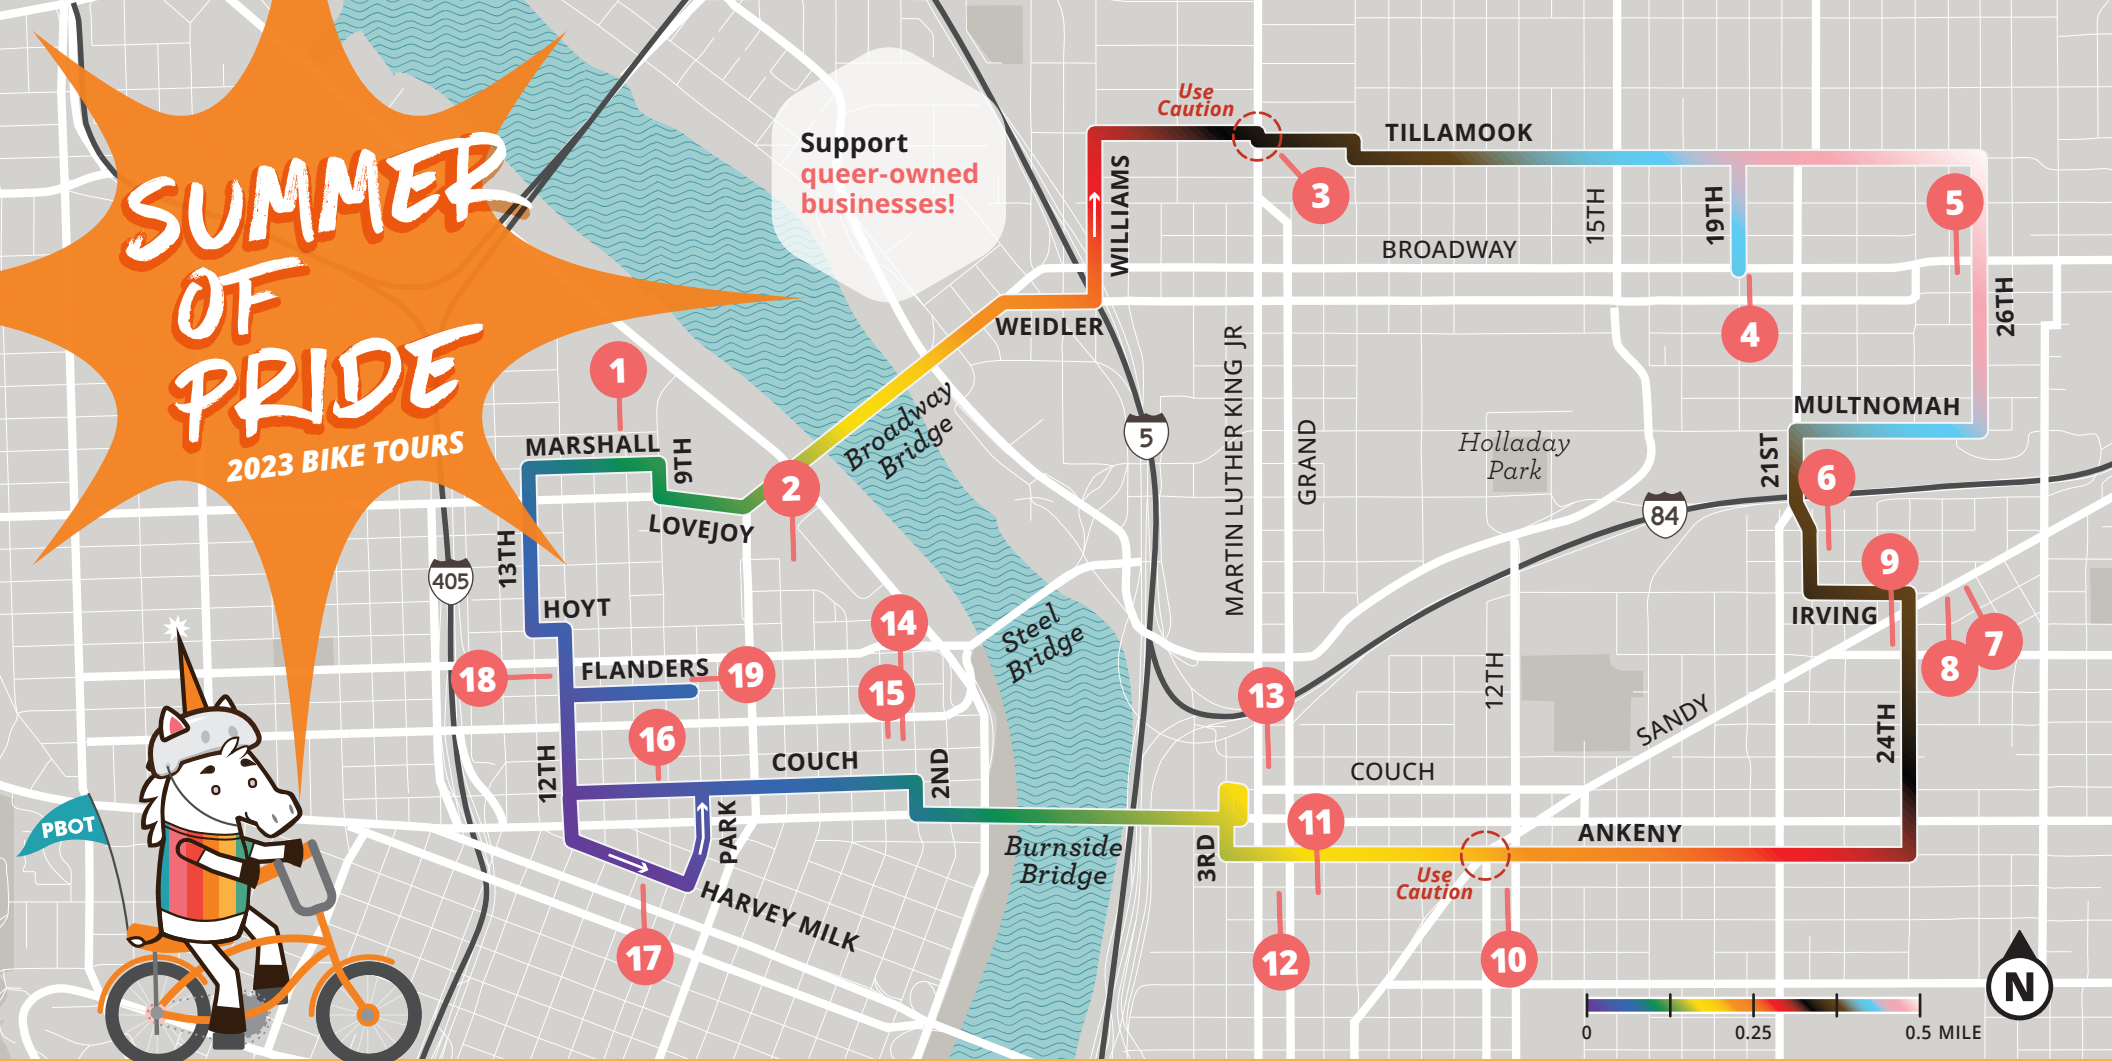 SUMMER
OF
PRIDE
2023 BIKE TOURS
Support
queer-owned
businesses!
Use
Caution
TILLAMOOK
3
WILLIAMS
15TH
19TH
5
BROADWAY
26TH
WEIDLER
4
1
MARSHALL
9TH
2
LOVEJOY
Broadway
Bridge
5
MARTIN LUTHER KING JR
GRAND
Holladay
Park
MULTNOMAH
21ST
6
84
405
13TH
HOYT
9
IRVING
7
8
14
Steel
Bridge
FLANDERS
18
19
15
13
12TH
SANDY
24TH
16
12TH
COUCH
2ND
COUCH
PBOT
PARK
11
ANKENY
Burnside
Bridge
3RD
Use
Caution
HARVEY MILK
17
12
10
N
0
0.25
0.5 MILE